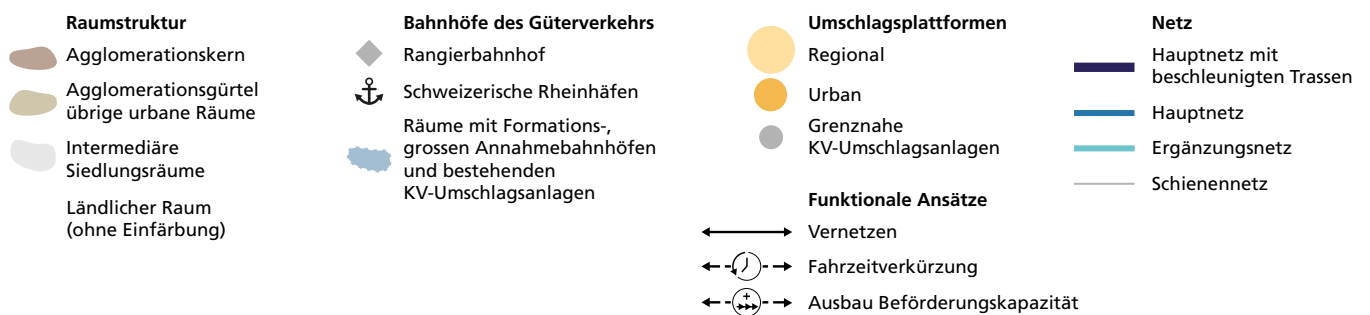 Raumstruktur
Agglomerationskern
Agglomerationsgürtel
übrige urbane Räume
Intermediäre
Siedlungsräume
Ländlicher Raum
(ohne Einfärbung)
Bahnhöfe des Güterverkehrs
Rangierbahnhof
Schweizerische Rheinhäfen
Räume mit Formations-,
grossen Annahmebahnhöfen
und bestehenden
KV-Umschlagsanlagen
Umschlagsplattformen
Regional
Urban
Grenznahe
KV-Umschlagsanlagen
Funktionale Ansätze
Vernetzen
Fahrzeitverkürzung
Ausbau Beförderungskapazität
Netz
Hauptnetz mit
beschleunigten Trassen
Hauptnetz
Ergänzungsnetz
Schienennetz